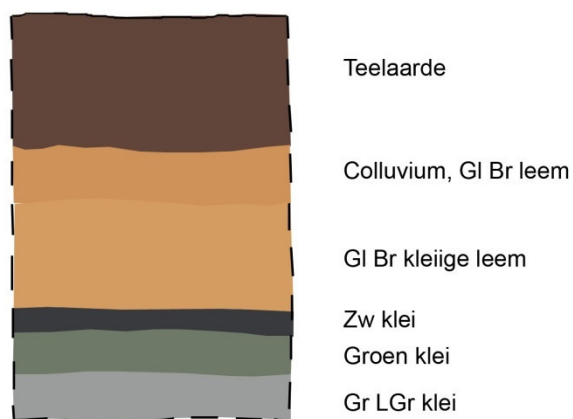 Teelaarde
Colluvium, Gl Br leem
Gl Br kleiige leem
Zw klei
Groen klei
Gr LGr klei